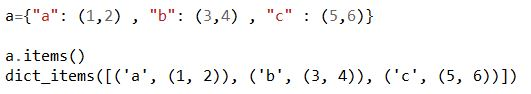 a={"a": (1,2) , "b": (3,4) , "c" : (5,6)}
a.items()
dict_items([('a', (1, 2)), ('b', (3, 4)), ('c', (5, 6))])